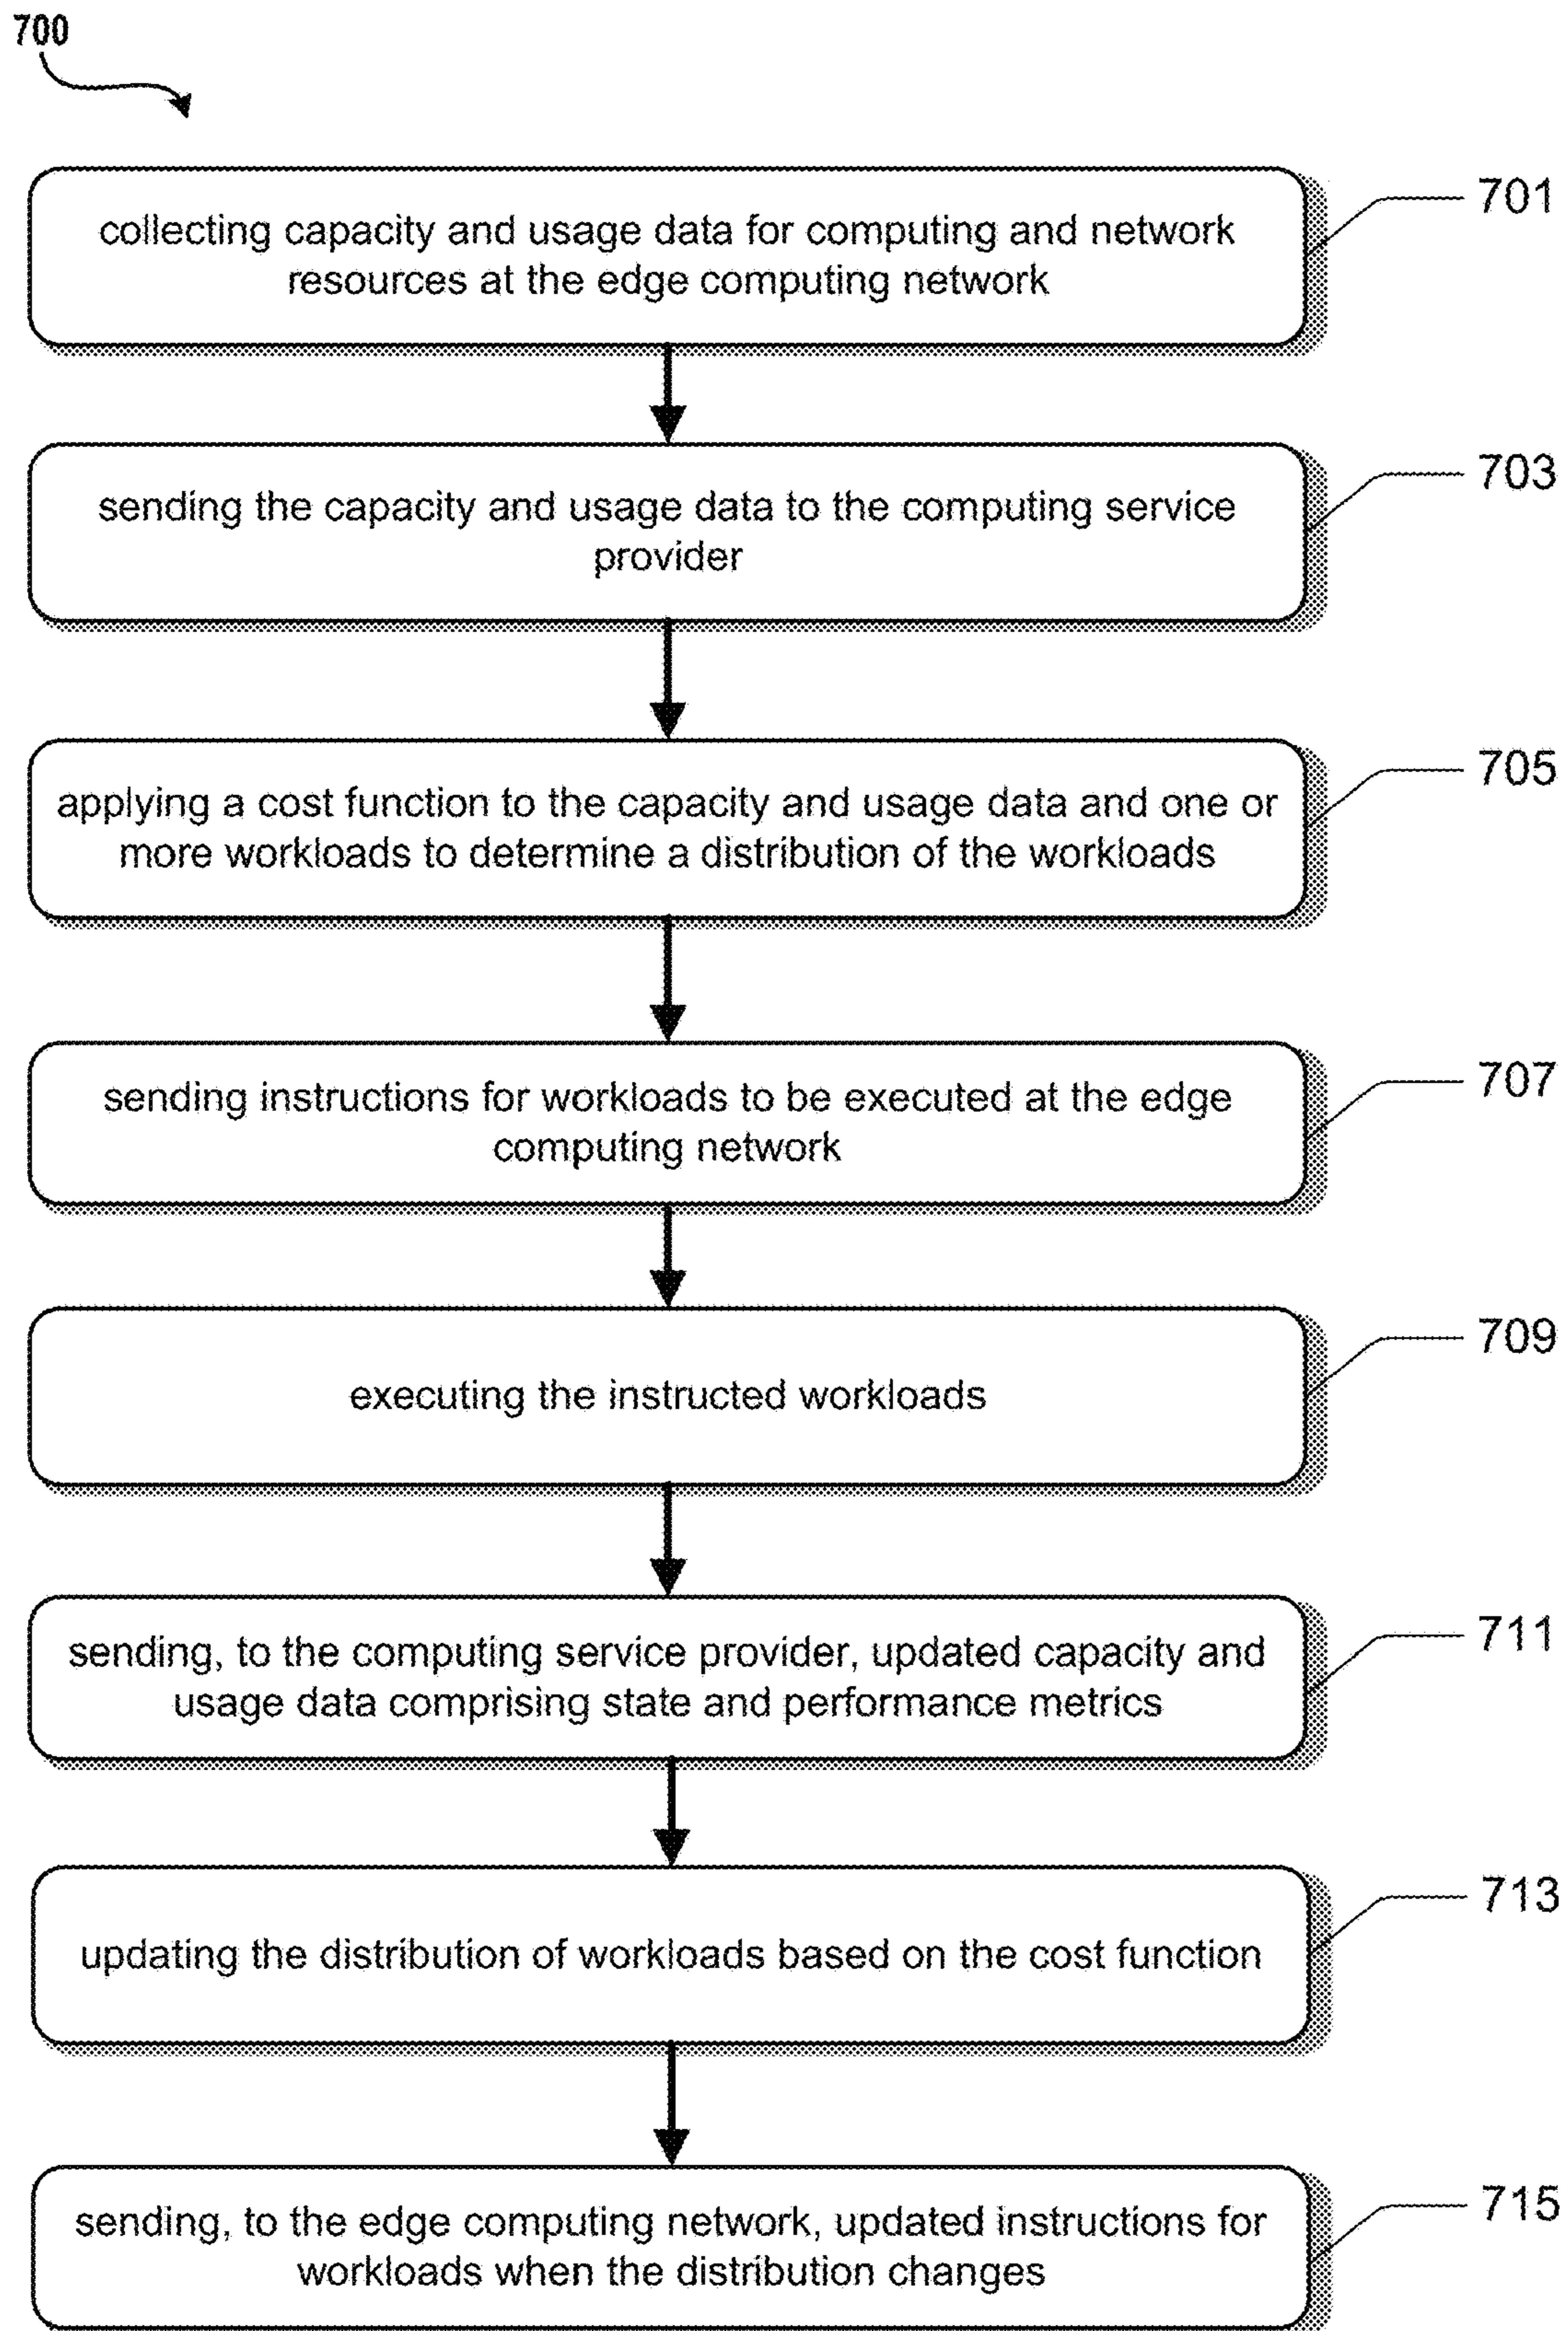 700
collecting capacity and usage data for computing and network
resources at the edge computing network
701
sending the capacity and usage data to the computing service
provider
703
applying a cost function to the capacity and usage data and one or
more workloads to determine a distribution of the workloads
705
sending instructions for workloads to be executed at the edge
computing network
707
executing the instructed workloads
709
sending, to the computing service provider, updated capacity and
usage data comprising state and performance metrics
711
updating the distribution of workloads based on the cost function
713
sending, to the edge computing network, updated instructions for
workloads when the distribution changes
715